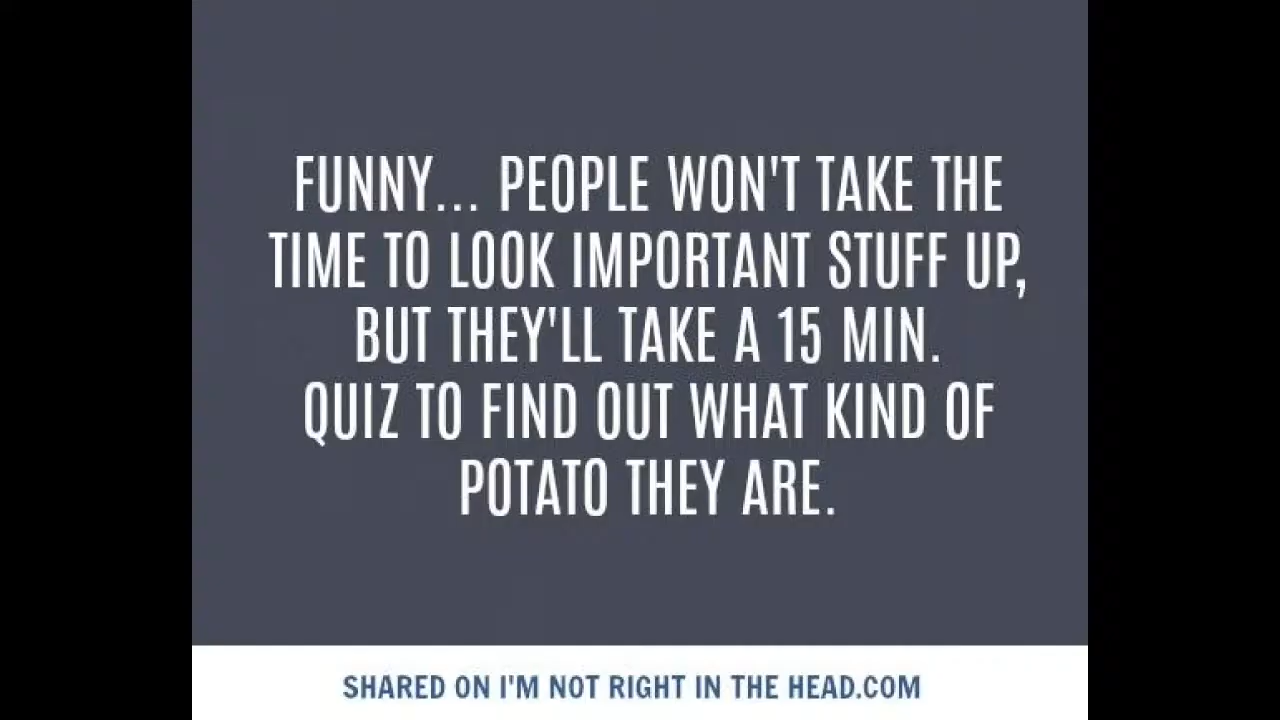 FUNNY... PEOPLE WON'T TAKE THE
TIME TO LOOK IMPORTANT STUFF UP,
BUT THEY'LL TAKE A 15 MIN.
QUIZ TO FIND OUT WHAT KIND OF
POTATO THEY ARE.
SHARED ON I'M NOT RIGHT IN THE HEAD.COM